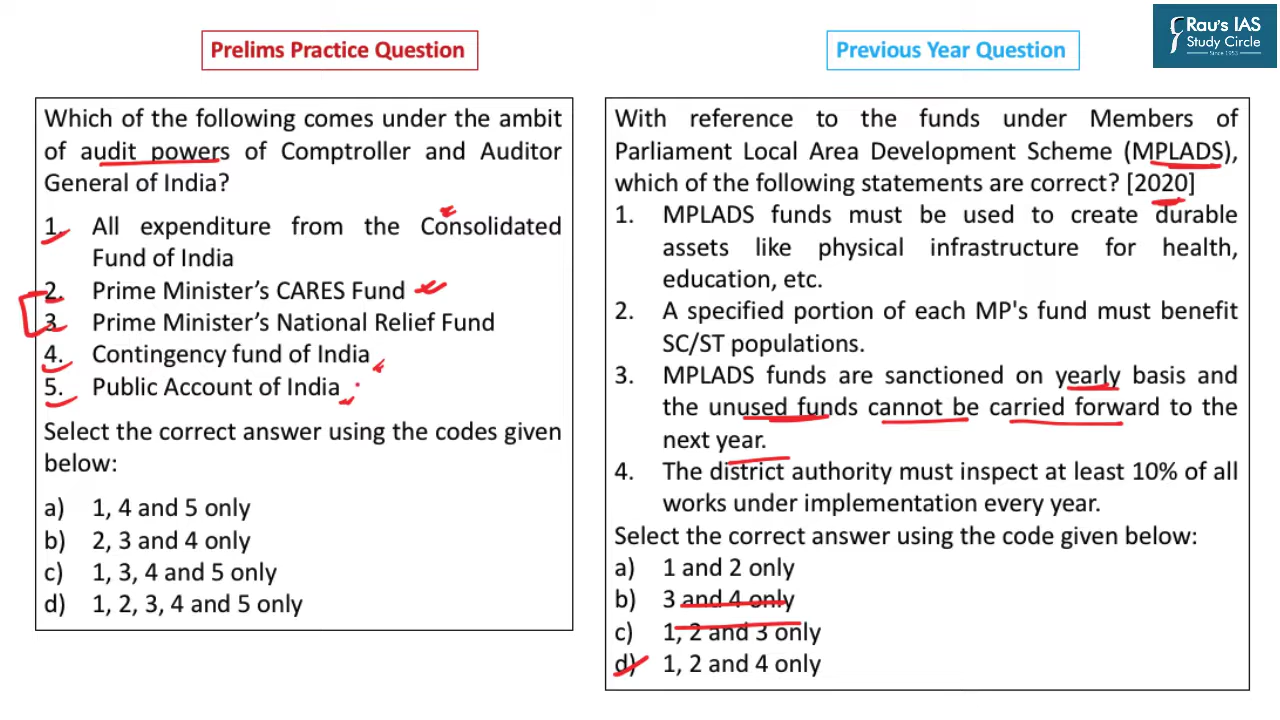 Prelims Practice Question
Previous Year Question
Rau's IAS
Study Circle
Since 1953
Which of the following comes under the ambit
of audit powers of Comptroller and Auditor
General of India?
1. All expenditure from the Consolidated
Fund of India
2. Prime Minister's CARES Fund
3. Prime Minister's National Relief Fund
4. Contingency fund of India
5. Public Account of India
Select the correct answer using the codes given
below:
a) 1, 4 and 5 only
b) 2, 3 and 4 only
c) 1, 3, 4 and 5 only
d) 1, 2, 3, 4 and 5 only
With reference to the funds under Members of
Parliament Local Area Development Scheme (MPLADS),
which of the following statements are correct? [2020]
1. MPLADS funds must be used to create durable
assets like physical infrastructure for health,
education, etc.
2. A specified portion of each MP's fund must benefit
SC/ST populations.
3. MPLADS funds are sanctioned on yearly basis and
the unused funds cannot be carried forward to the
next year.
4. The district authority must inspect at least 10% of all
works under implementation every year.
Select the correct answer using the code given below:
a) 1 and 2 only
b) 3 and 4 only
c) 1, 2 and 3 only
d) 1, 2 and 4 only